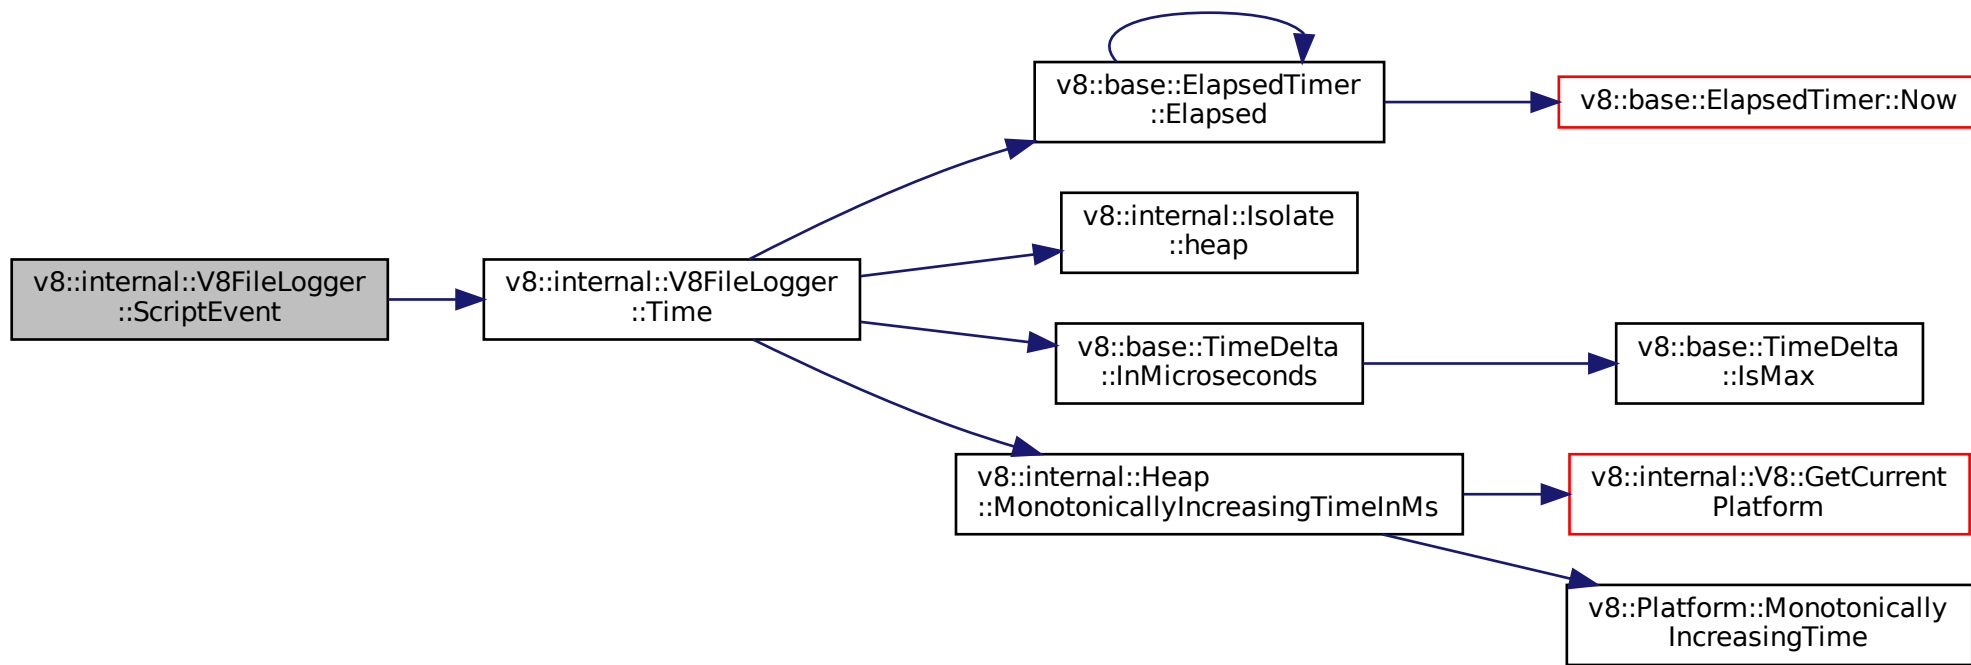 v8::internal::V8FileLogger
::ScriptEvent
v8::internal::V8FileLogger
::Time
v8::base::ElapsedTimer
::Elapsed
v8::base::ElapsedTimer::Now
v8::internal::Isolate
::heap
v8::base::TimeDelta
::InMicroseconds
v8::base::TimeDelta
::IsMax
v8::internal::Heap
::MonotonicallyIncreasingTimeInMs
v8::internal::V8::GetCurrent
Platform
v8::Platform::Monotonically
IncreasingTime